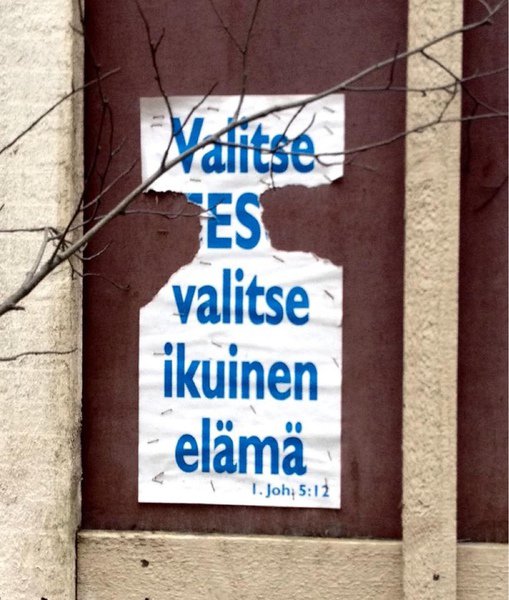 Valitse
ES
valitse
ikuinen
elämä
1. Joh. 5:12